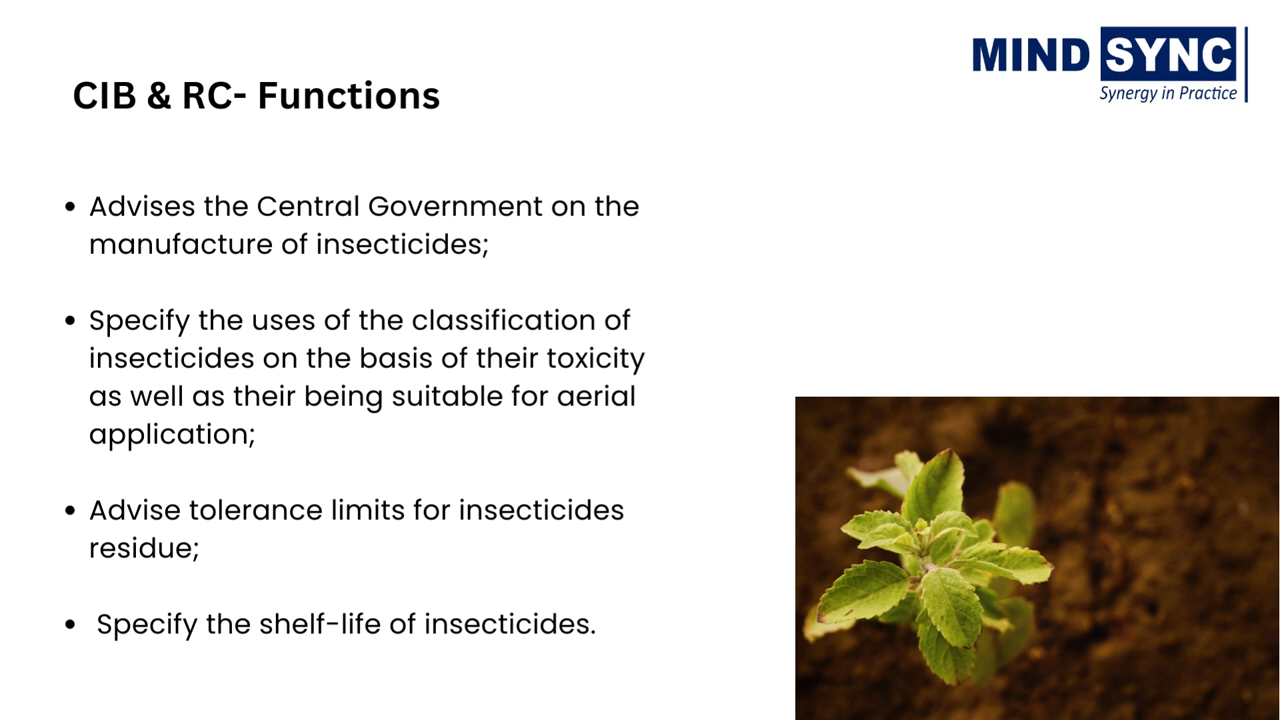 MIND SYNC
Synergy in Practice
CIB & RC- Functions
• Advises the Central Government on the
manufacture of insecticides;
• Specify the uses of the classification of
insecticides on the basis of their toxicity
as well as their being suitable for aerial
application;
• Advise tolerance limits for insecticides
residue;
• Specify the shelf-life of insecticides.